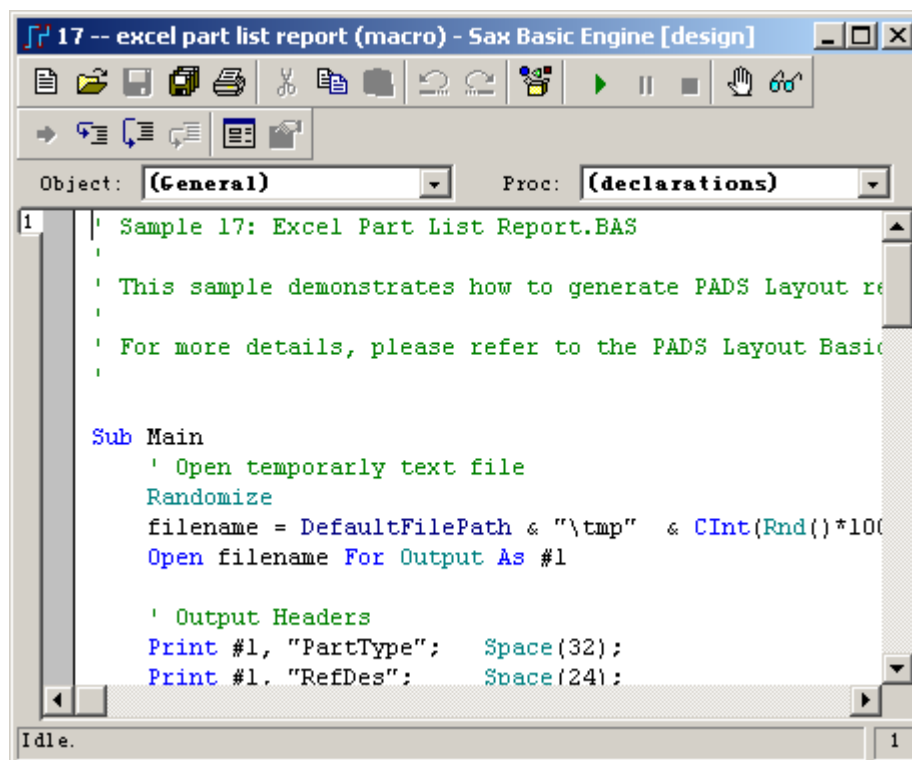 17 -- excel part list report (macro) - Sax Basic Engine [design]
Object: (General) Proc: (declarations)
1
' Sample 17: Excel Part List Report.BAS
'
' This sample demonstrates how to generate PADS Layout re
'
' For more details, please refer to the PADS Layout Basic
'
Sub Main
' Open temporarly text file
Randomize
filename = DefaultFilePath & "\tmp" & CInt(Rnd()*100
Open filename For Output As #1
' Output Headers
Print #1, "PartType"; Space(32);
Print #1, "RefDes"; Space(24);
Idle. 1